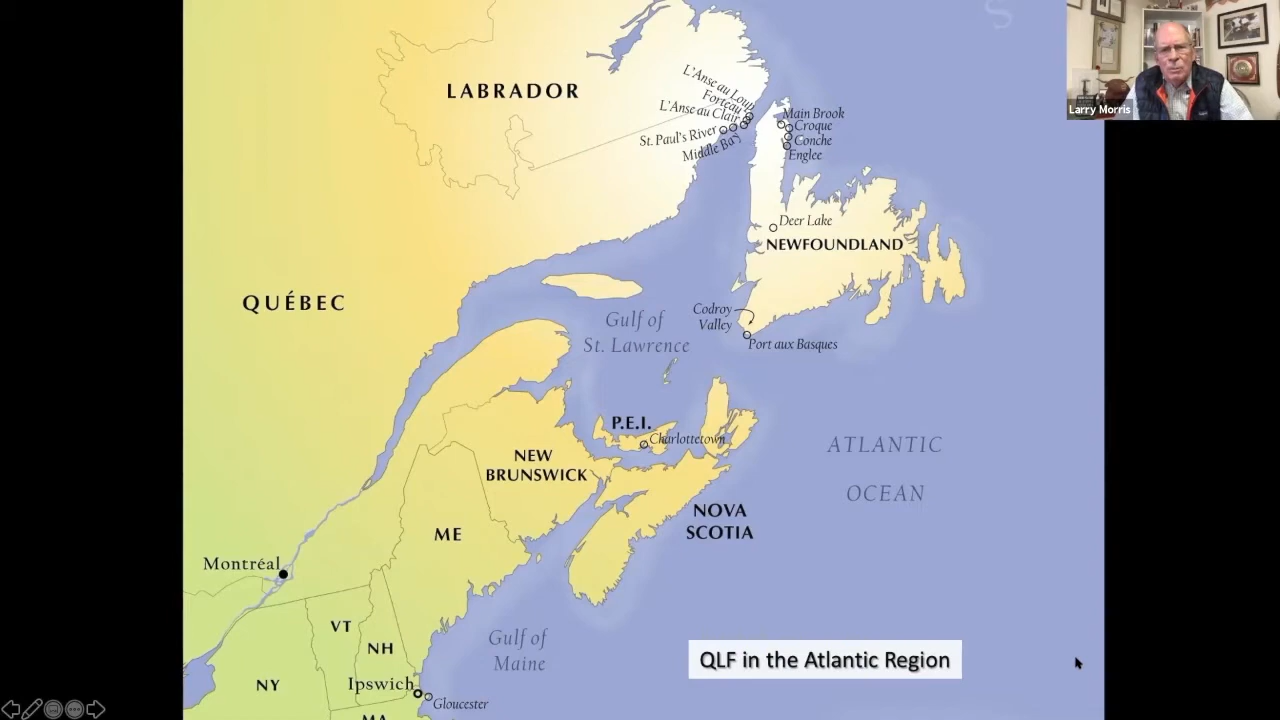 S
Larry Morris
LABRADOR
L'Anse au Loup
Forteau
L'Anse au Clair
St. Paul's River
Middle Bay
Main Brook
Croque
Conche
Englee
Deer Lake
NEWFOUNDLAND
QUÉBEC
Codroy
Valley
Port aux Basques
Gulf of
St. Lawrence
P.E.I.
Charlottetown
NEW
BRUNSWICK
ATLANTIC
OCEAN
NOVA
SCOTIA
ME
Montréal
VT
NH
Gulf of
Maine
QLF in the Atlantic Region
NY
Ipswich
Gloucester
MA